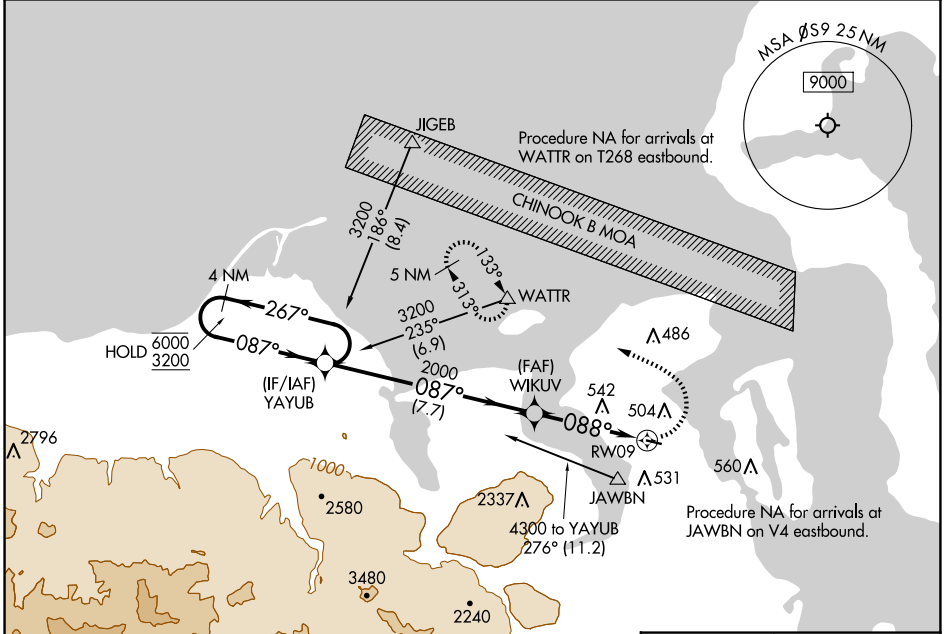 MSA ØS9 25 NM
9000
JIGEB
Procedure NA for arrivals at
WATTR on T268 eastbound.
CHINOOK B MOA
3200
186°
(8.4)
4 NM
5 NM
133°
313°
WATTR
267°
3200
235°
(6.9)
HOLD 6000
3200
087°
(IF/IAF)
YAYUB
2000
087°
(7.7)
(FAF)
WIKUV
486
542
504
088°
RW09
2796
1000
2580
2337
JAWBN
531
560
4300 to YAYUB
276° (11.2)
Procedure NA for arrivals at
JAWBN on V4 eastbound.
3480
2240